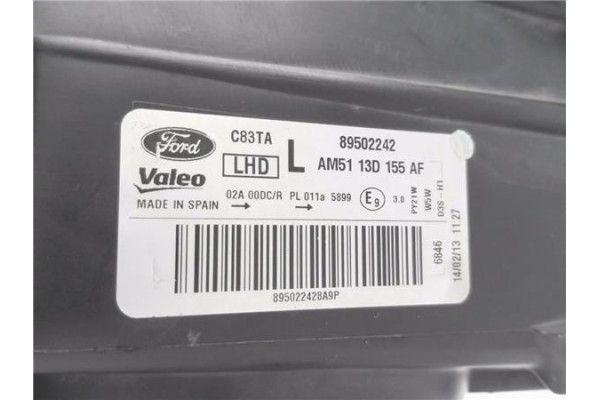 Ford C83TA 89502242
LHD L AM51 13D 155 AF
Valeo
02A 00DC/R PL 011a 5899 E9 3.0
MADE IN SPAIN → →
PY21W
W5W
D3S - H1
6846
14/02/13 11:27
895022428A9P